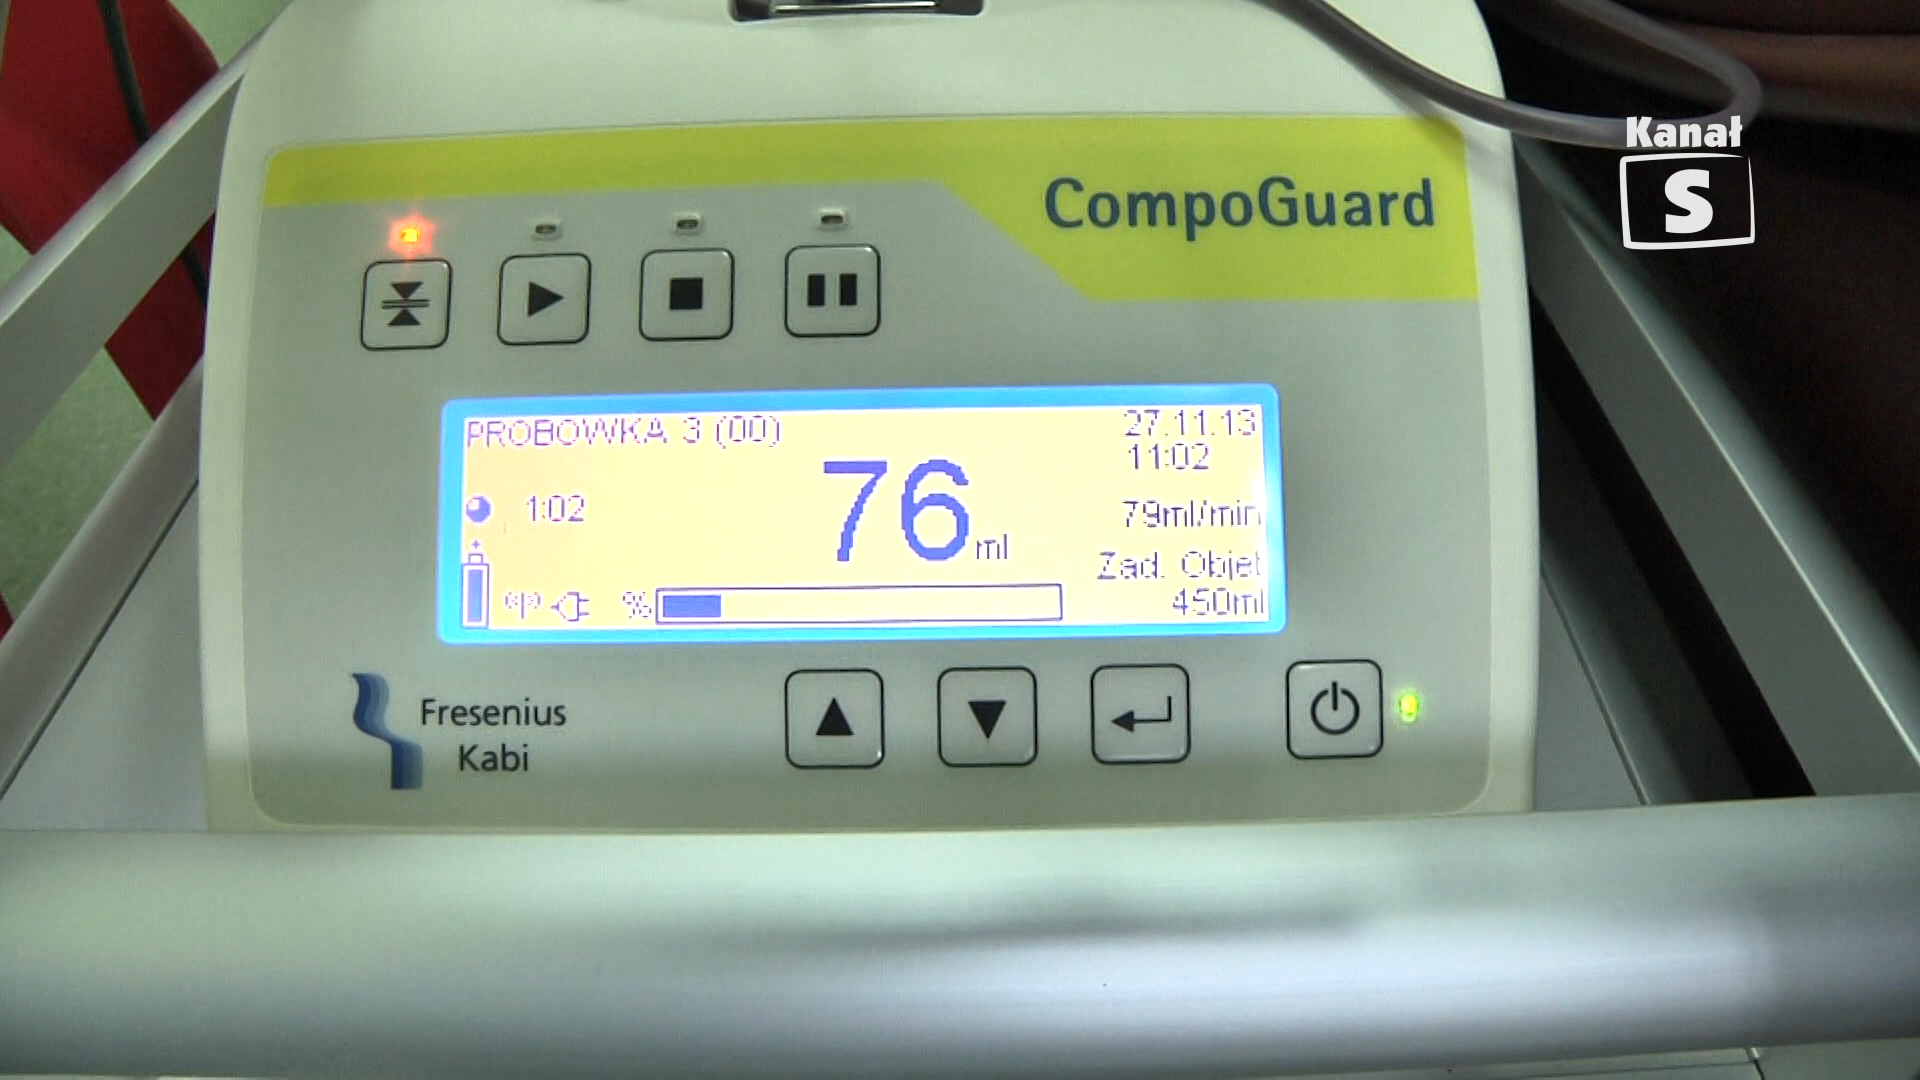 Kanał
S
CompoGuard
PROBOWKA 3 (00)
27.11.13
11:02
1:02
76 ml
79ml/min
Zad. Objet
450ml
%
Fresenius
Kabi